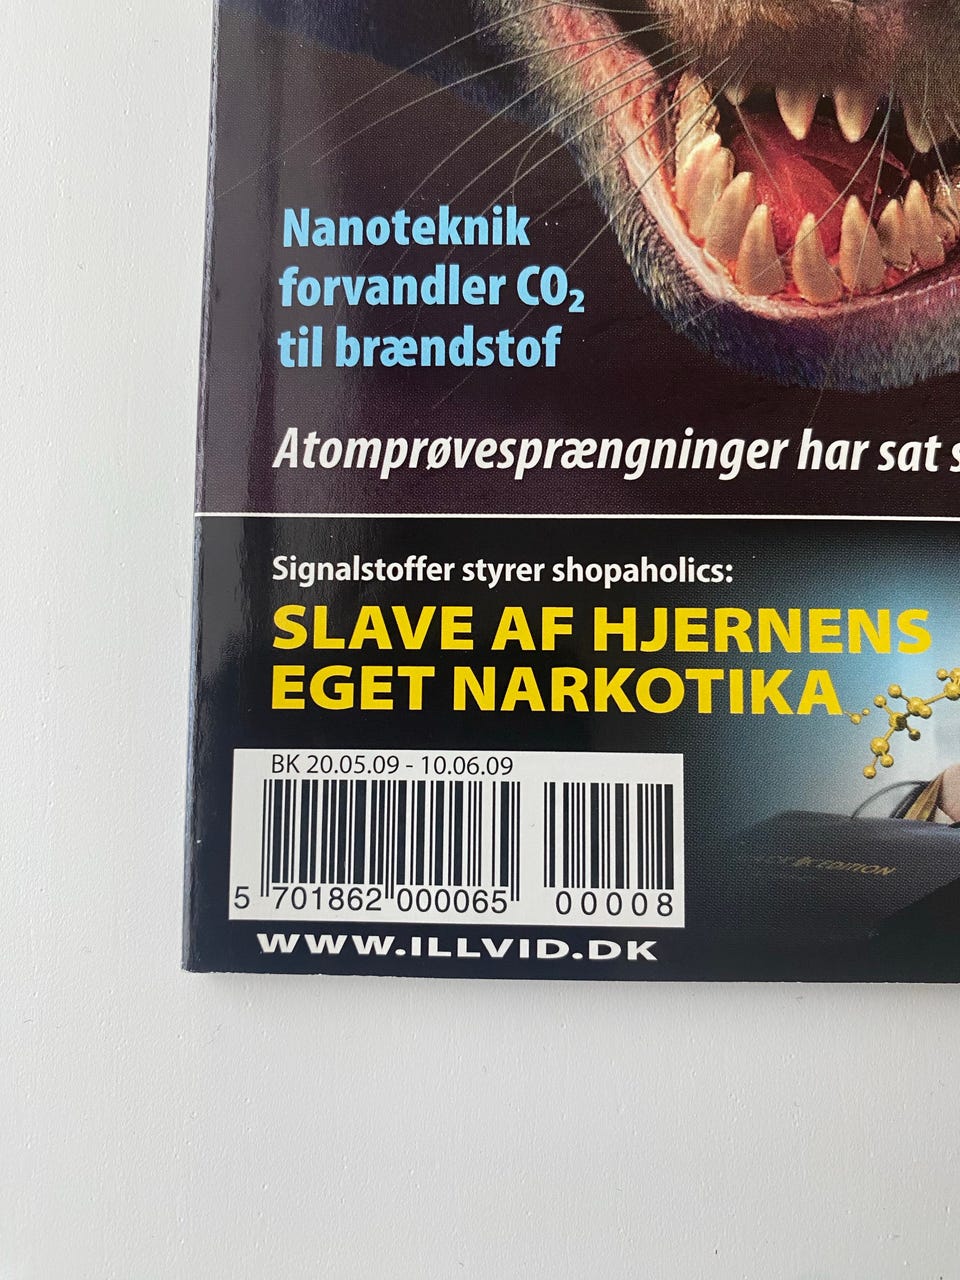 Nanoteknik
forvandler CO₂
til brændstof
Atomprøvesprængninger har sat
Signalstoffer styrer shopaholics:
SLAVE AF HJERNENS
EGET NARKOTIKA
BK 20.05.09 - 10.06.09
5 701862 000065 00008
WWW.ILLVID.DK
EDITION